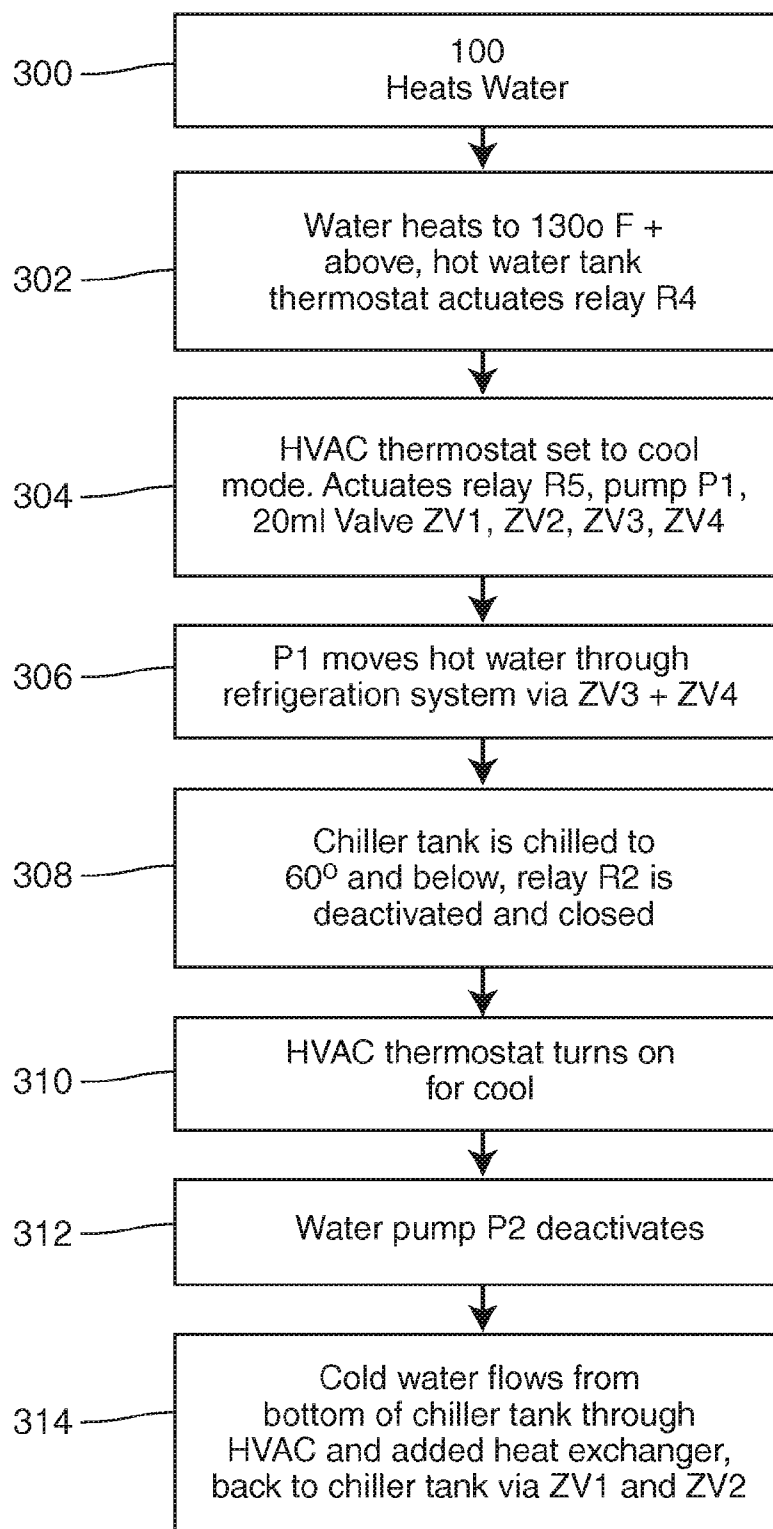 300
100
Heats Water
302
Water heats to 130o F +
above, hot water tank
thermostat actuates relay R4
304
HVAC thermostat set to cool
mode. Actuates relay R5, pump P1,
20ml Valve ZV1, ZV2, ZV3, ZV4
306
P1 moves hot water through
refrigeration system via ZV3 + ZV4
308
Chiller tank is chilled to
60º and below, relay R2 is
deactivated and closed
310
HVAC thermostat turns on
for cool
312
Water pump P2 deactivates
314
Cold water flows from
bottom of chiller tank through
HVAC and added heat exchanger,
back to chiller tank via ZV1 and ZV2